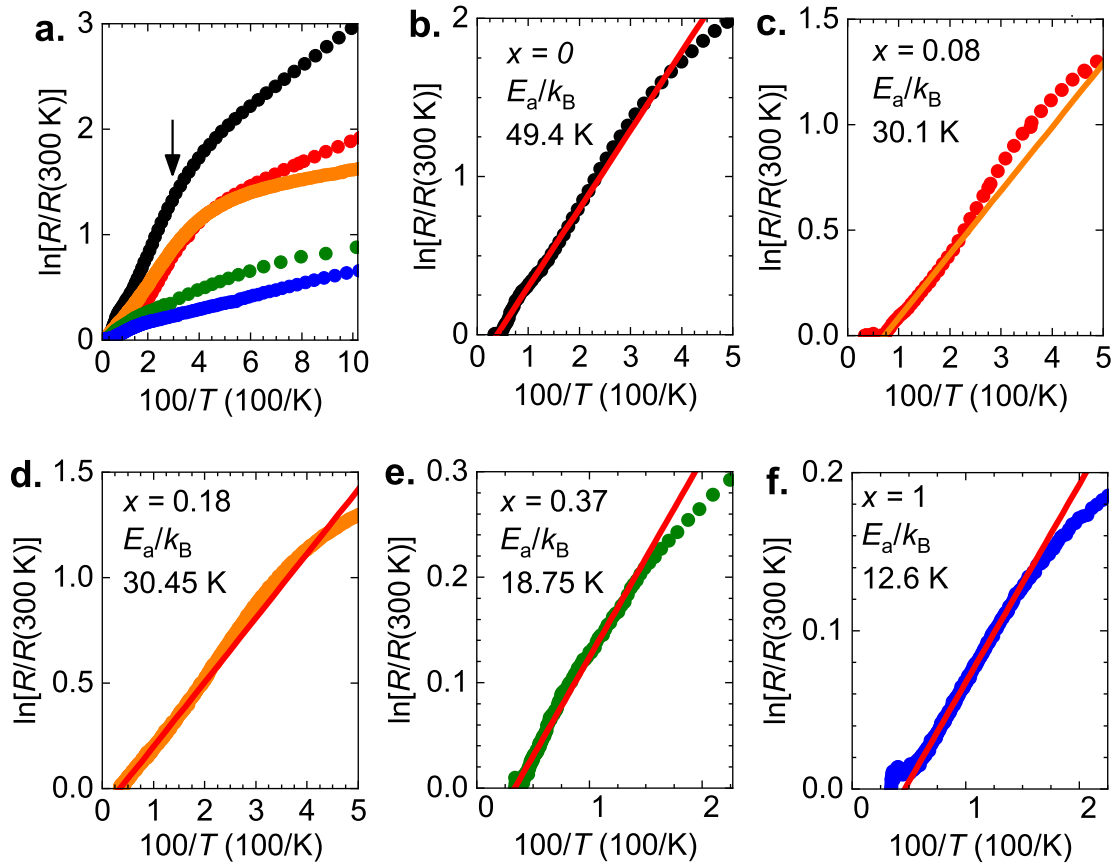 a.
3
2
1
0
ln[R/R(300 K)]
0 2 4 6 8 10
100/T (100/K)
b.
x = 0
Ea/kB
49.4 K
2
1
0
ln[R/R(300 K)]
0 1 2 3 4 5
100/T (100/K)
c.
x = 0.08
Ea/kB
30.1 K
1.5
1.0
0.5
0.0
ln[R/R(300 K)]
0 1 2 3 4 5
100/T (100/K)
d.
x = 0.18
Ea/kB
30.45 K
1.5
1.0
0.5
0.0
ln[R/R(300 K)]
0 1 2 3 4 5
100/T (100/K)
e.
x = 0.37
Ea/kB
18.75 K
0.3
0.2
0.1
0.0
ln[R/R(300 K)]
0 1 2
100/T (100/K)
f.
x = 1
Ea/kB
12.6 K
0.2
0.1
0.0
ln[R/R(300 K)]
0 1 2
100/T (100/K)